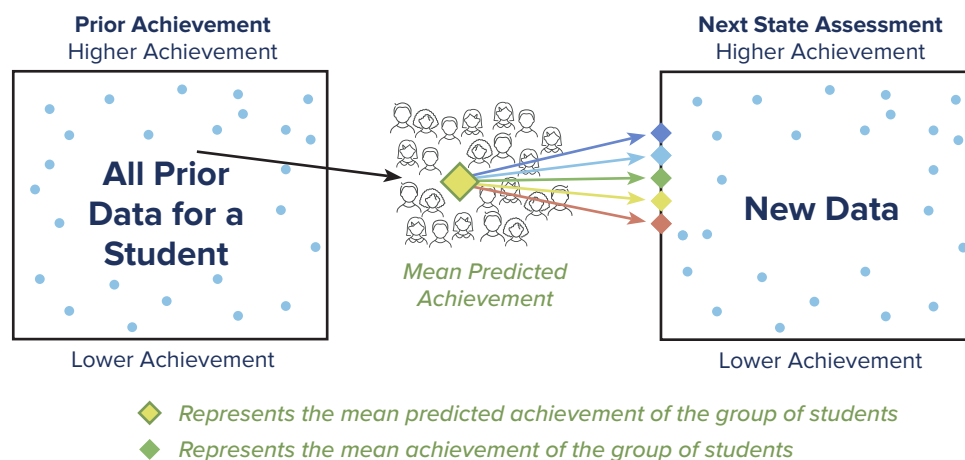 Prior Achievement
Higher Achievement
All Prior
Data for a
Student
Lower Achievement
Mean Predicted
Achievement
Next State Assessment
Higher Achievement
New Data
Lower Achievement
Represents the mean predicted achievement of the group of students
Represents the mean achievement of the group of students